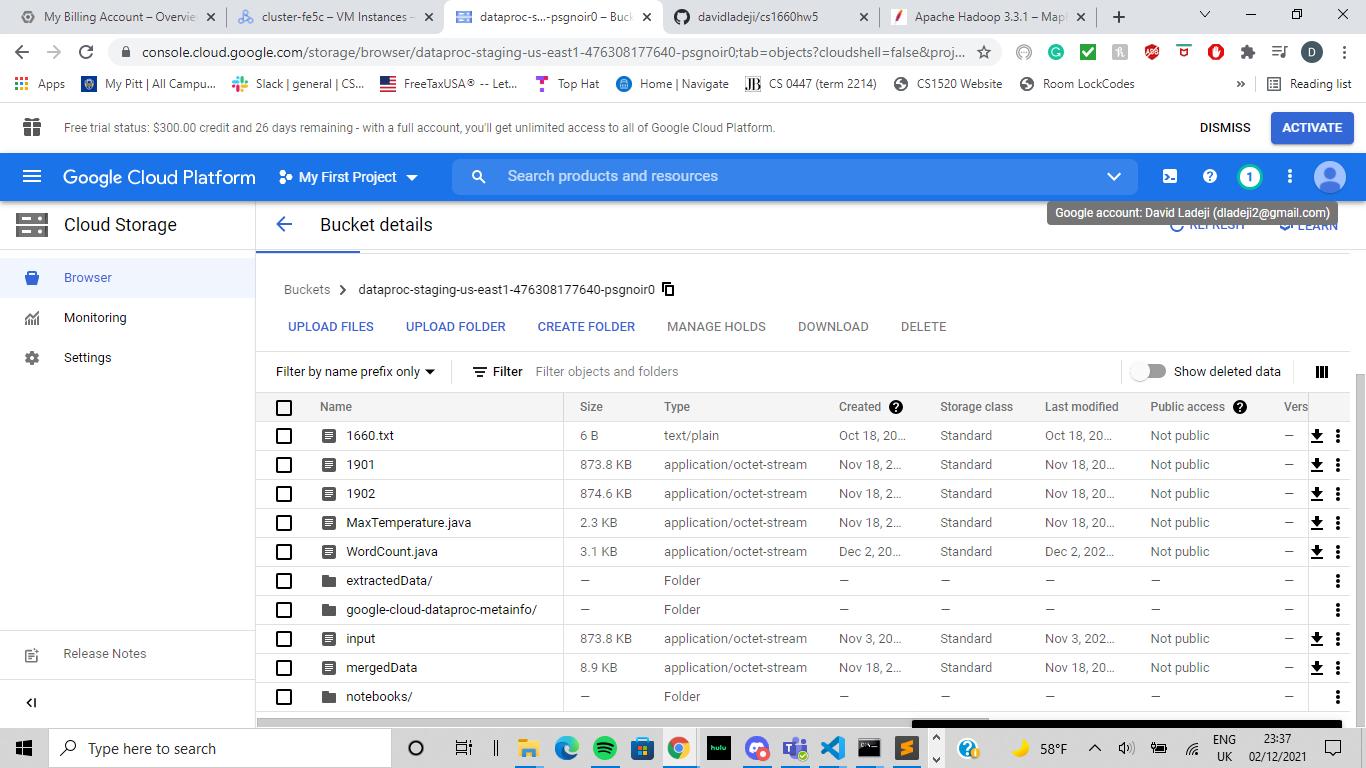 My Billing Account – Overvie
cluster-fe5c – VM Instances –
dataproc-s...-psgnoir0 – Buck
davidladeji/cs1660hw5
Apache Hadoop 3.3.1 – Map
console.cloud.google.com/storage/browser/dataproc-staging-us-east1-476308177640-psgnoir0;tab=objects?cloudshell=false&proj...
D
Apps
My Pitt | All Campu...
Slack | general | CS...
FreeTaxUSA® -- Let...
Top Hat
Home | Navigate
CS 0447 (term 2214)
CS1520 Website
Room LockCodes
»
Reading list
Free trial status: $300.00 credit and 26 days remaining - with a full account, you'll get unlimited access to all of Google Cloud Platform.
DISMISS
ACTIVATE
Google Cloud Platform
My First Project
Search products and resources
1
Cloud Storage
Bucket details
Google account: David Ladeji (dladeji2@gmail.com)
REFRESH
LEARN
Browser
Monitoring
Settings
Buckets > dataproc-staging-us-east1-476308177640-psgnoir0
UPLOAD FILES UPLOAD FOLDER CREATE FOLDER MANAGE HOLDS DOWNLOAD DELETE
Filter by name prefix only Filter Filter objects and folders Show deleted data
Name Size Type Created Storage class Last modified Public access Vers
1660.txt 6 B text/plain Oct 18, 20... Standard Oct 18, 20... Not public —
1901 873.8 KB application/octet-stream Nov 18, 2... Standard Nov 18, 20... Not public —
1902 874.6 KB application/octet-stream Nov 18, 2... Standard Nov 18, 20... Not public —
MaxTemperature.java 2.3 KB application/octet-stream Nov 18, 2... Standard Nov 18, 20... Not public —
WordCount.java 3.1 KB application/octet-stream Dec 2, 20... Standard Dec 2, 202... Not public —
extractedData/ — Folder — — — — —
google-cloud-dataproc-metainfo/ — Folder — — — — —
input 873.8 KB application/octet-stream Nov 3, 20... Standard Nov 3, 202... Not public —
mergedData 8.9 KB application/octet-stream Nov 18, 2... Standard Nov 18, 20... Not public —
notebooks/ — Folder — — — — —
Release Notes
Type here to search
hulu
58°F
ENG
UK
23:37
02/12/2021